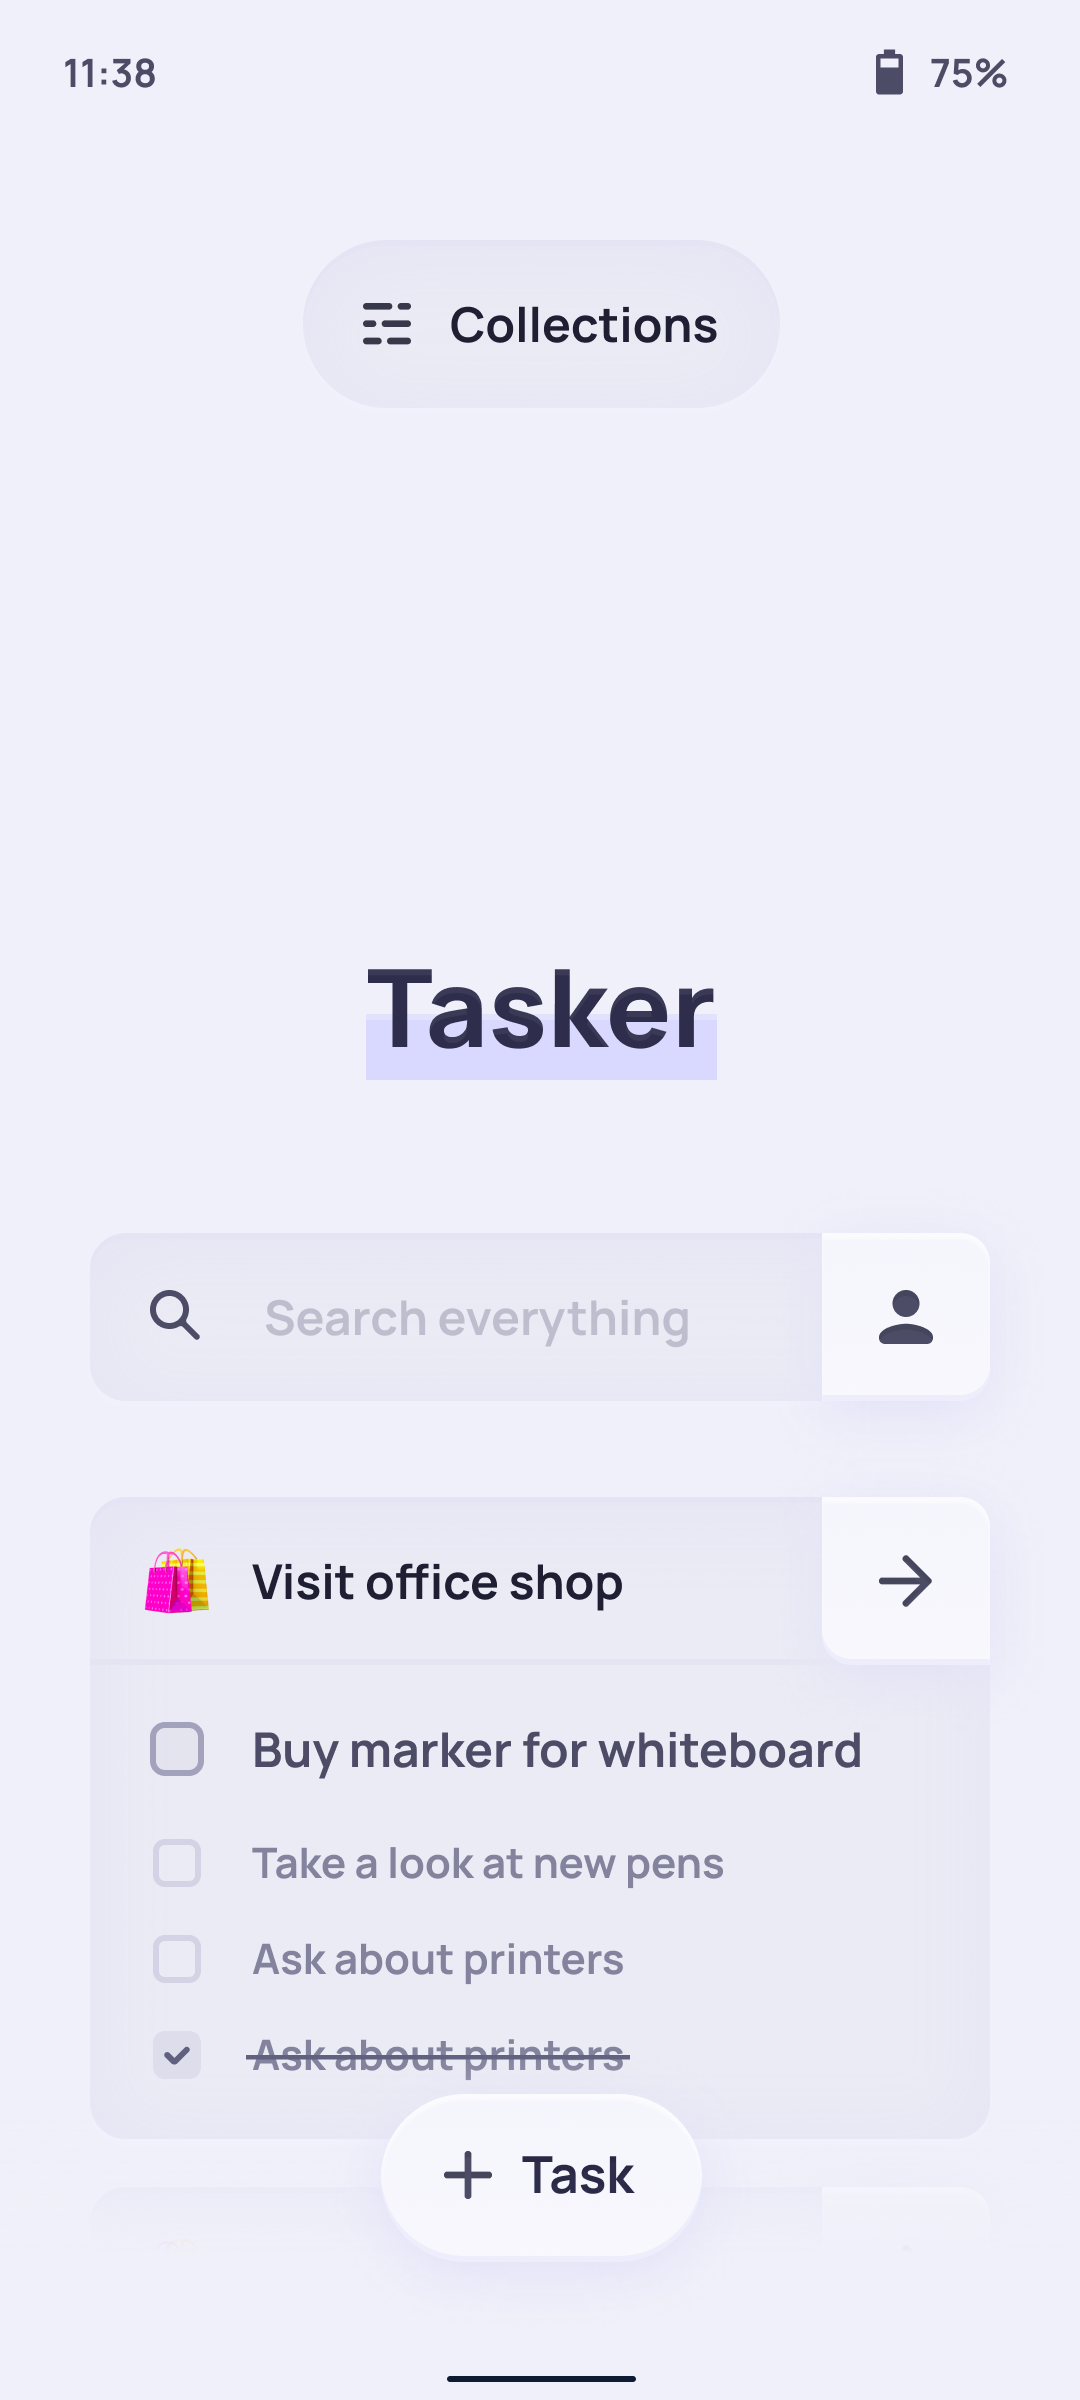 11:38
75%
Collections
Tasker
Search everything
Visit office shop
Buy marker for whiteboard
Take a look at new pens
Ask about printers
Ask about printers
Task